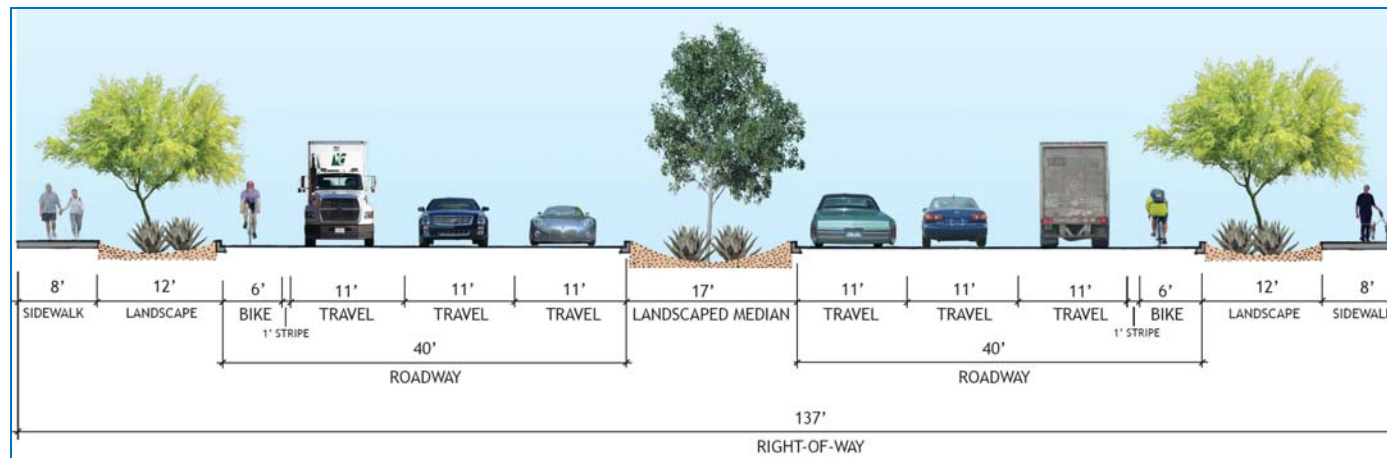 8' 12' 6' 11' 11' 11' 17' 11' 11' 11' 6' 12' 8'
SIDEWALK LANDSCAPE BIKE TRAVEL TRAVEL TRAVEL LANDSCAPED MEDIAN TRAVEL TRAVEL TRAVEL BIKE LANDSCAPE SIDEWAL
1' STRIPE 1' STRIPE
40' 40'
ROADWAY ROADWAY
137'
RIGHT-OF-WAY